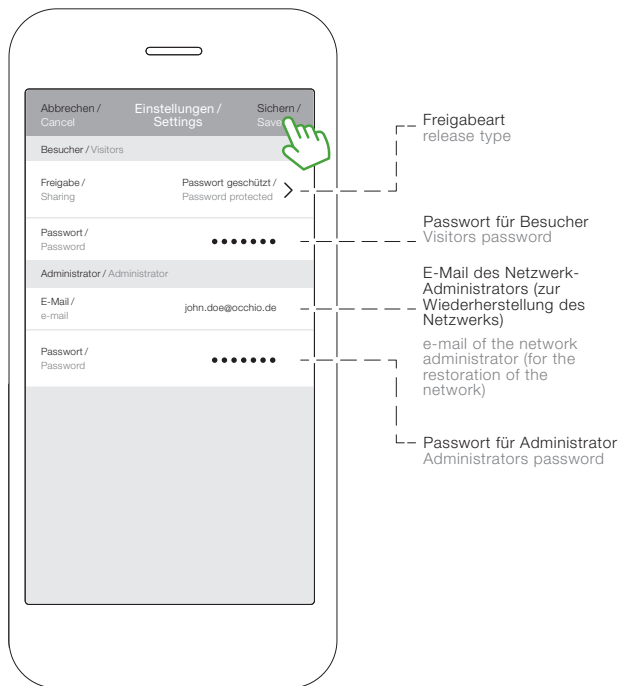 Abbrechen /
Cancel
Einstellungen /
Settings
Sichern /
Save
Besucher / Visitors
Freigabe /
Sharing
Passwort geschützt /
Password protected
Passwort /
Password
•••••••
Administrator / Administrator
E-Mail /
e-mail
john.doe@occhio.de
Passwort /
Password
•••••••
Freigabeart
release type
Passwort für Besucher
Visitors password
E-Mail des Netzwerk-
Administrators (zur
Wiederherstellung des
Netzwerks)
e-mail of the network
administrator (for the
restoration of the
network)
Passwort für Administrator
Administrators password